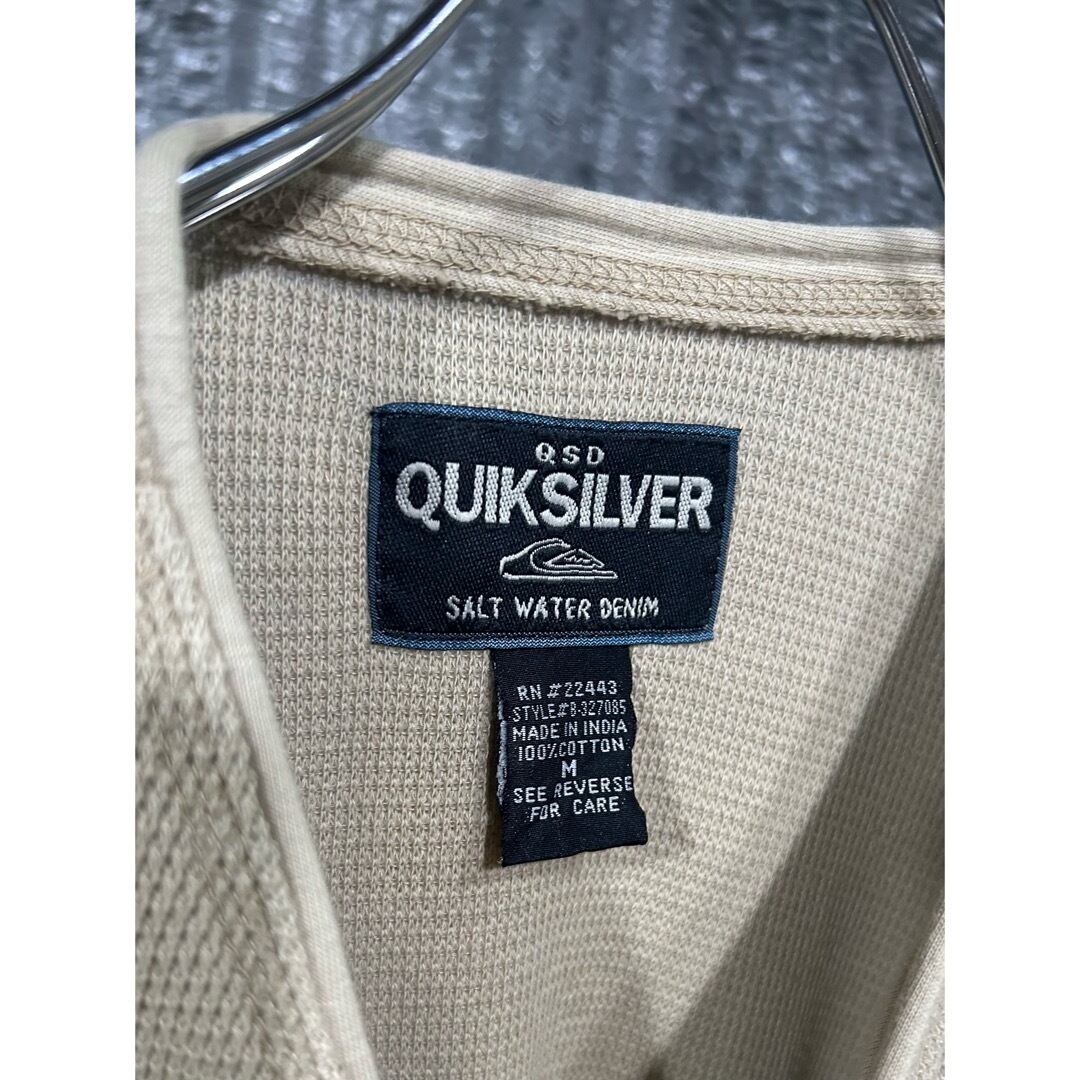 QSD
QUIKSILVER
SALT WATER DENIM
RN #22443
STYLE#B-327085
MADE IN INDIA
100% COTTON
M
SEE REVERSE
FOR CARE